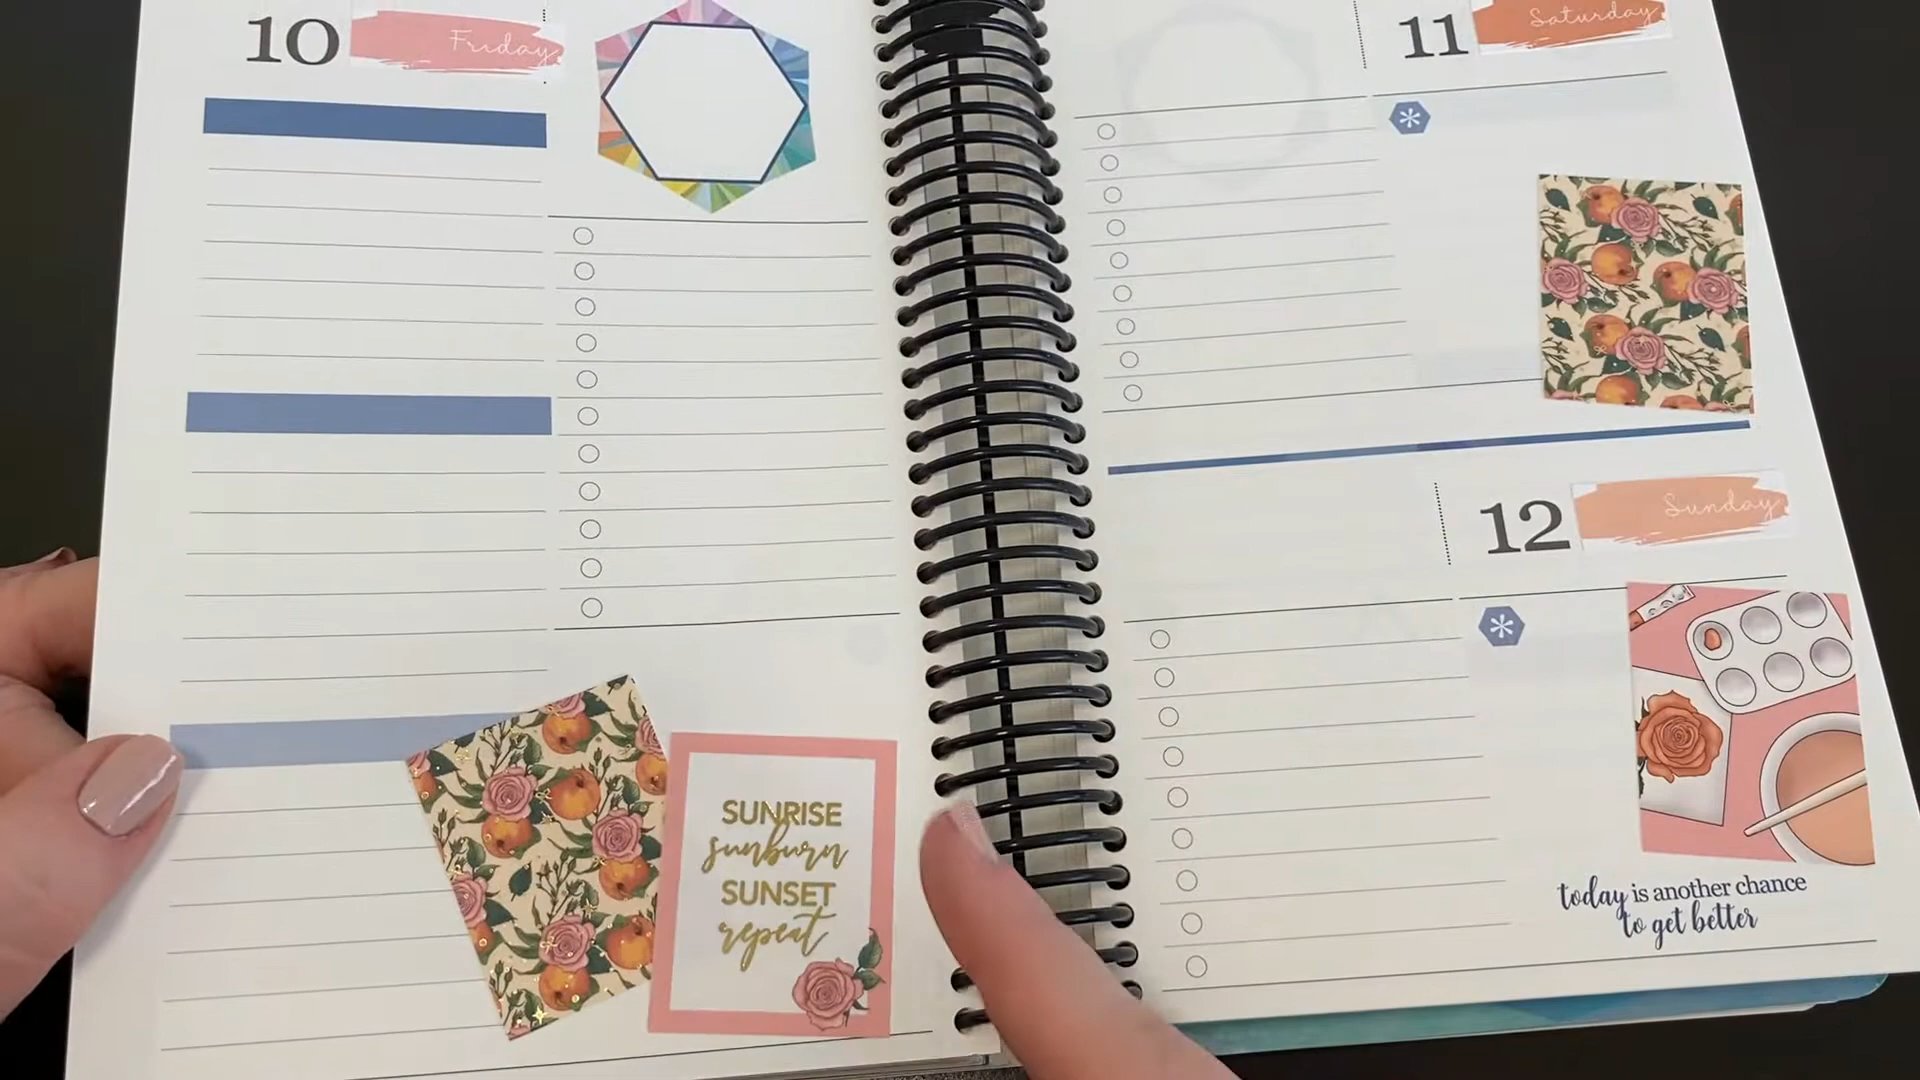 10 Friday
SUNRISE
sunburn
SUNSET
repeat
11 Saturday
12 Sunday
today is another chance
to get better